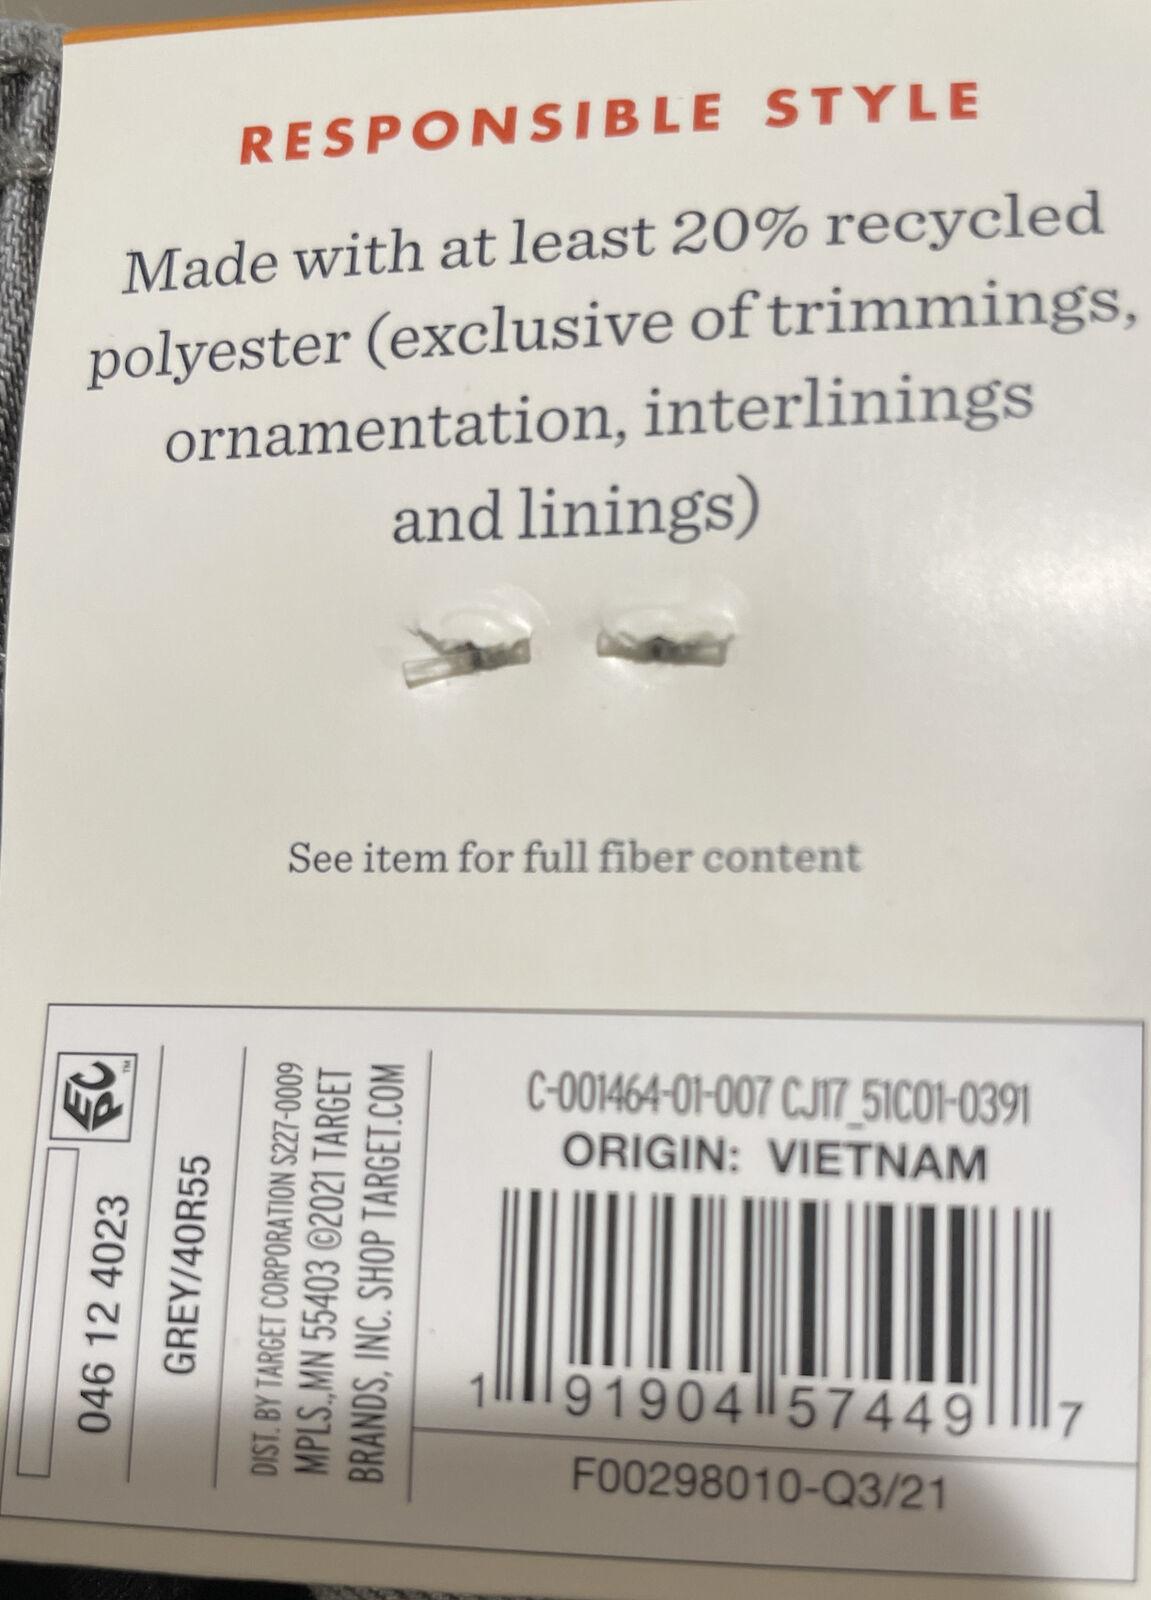 RESPONSIBLE STYLE
Made with at least 20% recycled
polyester (exclusive of trimmings,
ornamentation, interlinings
and linings)
See item for full fiber content
EPC™
046 12 4023
GREY/40R55
DIST. BY TARGET CORPORATION S227-0009
MPLS.,MN 55403 ©2021 TARGET
BRANDS, INC. SHOP TARGET.COM
C-001464-01-007 CJ17_51C01-0391
ORIGIN: VIETNAM
1 91904 57449 7
F00298010-Q3/21